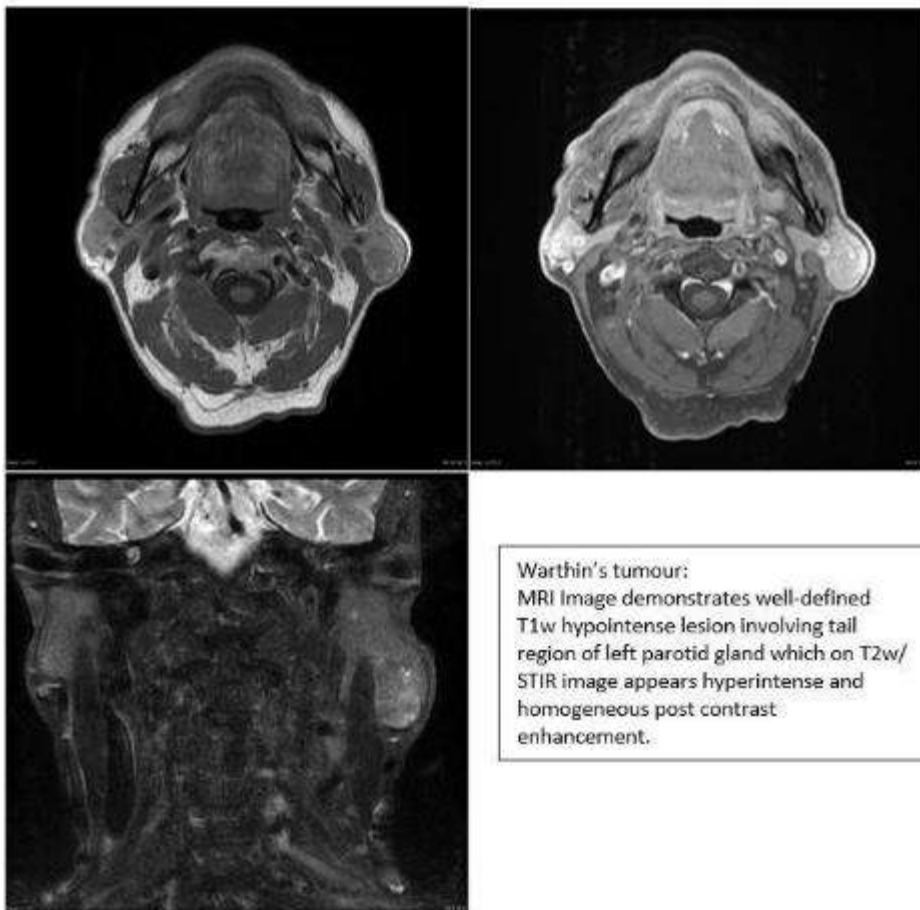 Warthin's tumour:
MRI Image demonstrates well-defined
T1w hypointense lesion involving tail
region of left parotid gland which on T2w/
STIR image appears hyperintense and
homogeneous post contrast
enhancement.